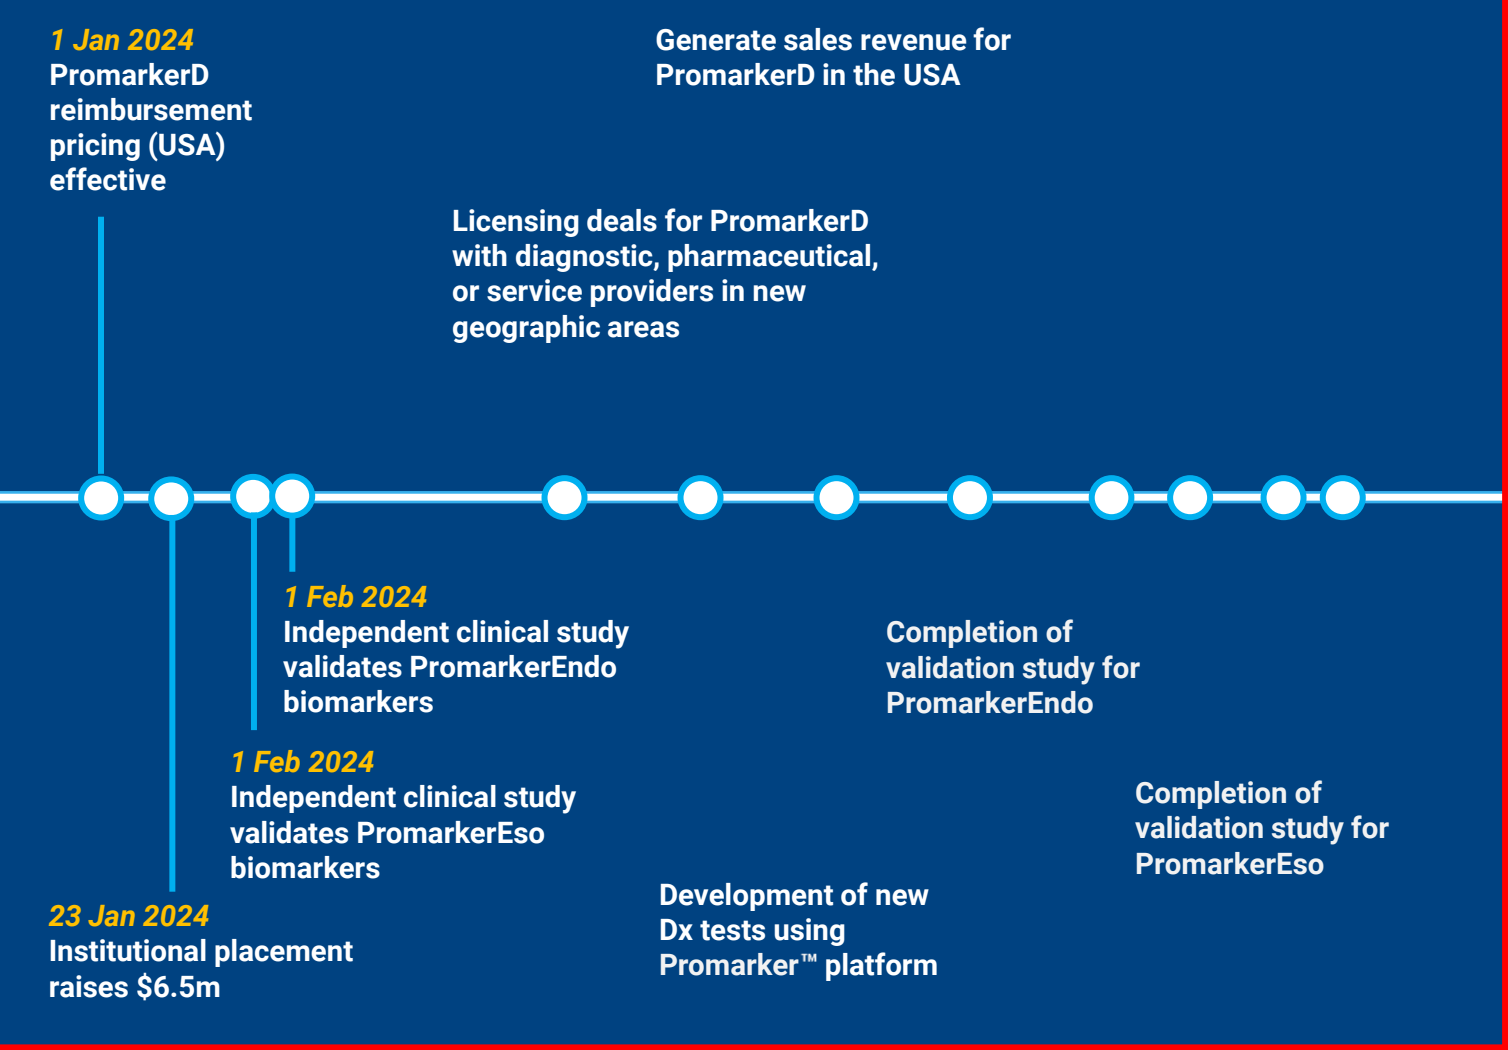 1 Jan 2024
PromarkerD
reimbursement
pricing (USA)
effective
Generate sales revenue for
PromarkerD in the USA
Licensing deals for PromarkerD
with diagnostic, pharmaceutical,
or service providers in new
geographic areas
1 Feb 2024
Independent clinical study
validates PromarkerEndo
biomarkers
Completion of
validation study for
PromarkerEndo
1 Feb 2024
Independent clinical study
validates PromarkerEso
biomarkers
Completion of
validation study for
PromarkerEso
23 Jan 2024
Institutional placement
raises $6.5m
Development of new
Dx tests using
Promarker™ platform